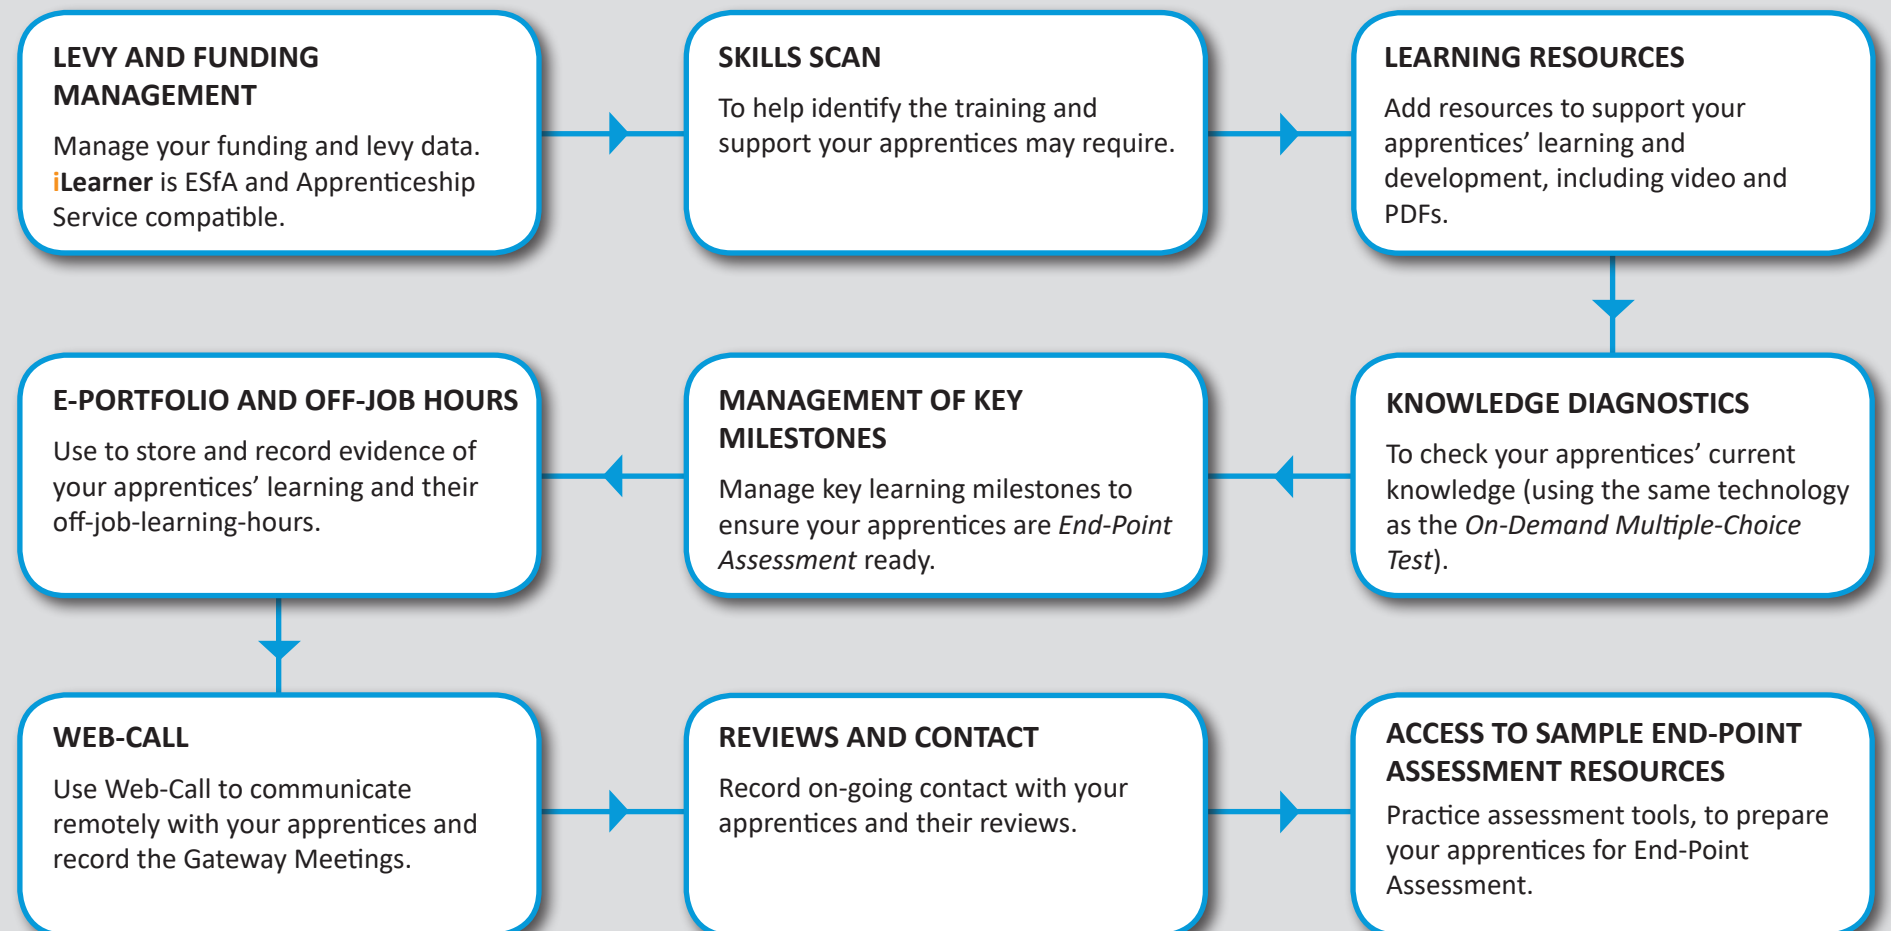 LEVY AND FUNDING
MANAGEMENT
Manage your funding and levy data.
iLearner is ESfA and Apprenticeship
Service compatible.
SKILLS SCAN
To help identify the training and
support your apprentices may require.
LEARNING RESOURCES
Add resources to support your
apprentices’ learning and
development, including video and
PDFs.
KNOWLEDGE DIAGNOSTICS
To check your apprentices’ current
knowledge (using the same technology
as the On-Demand Multiple-Choice
Test).
MANAGEMENT OF KEY
MILESTONES
Manage key learning milestones to
ensure your apprentices are End-Point
Assessment ready.
E-PORTFOLIO AND OFF-JOB HOURS
Use to store and record evidence of
your apprentices’ learning and their
off-job-learning-hours.
WEB-CALL
Use Web-Call to communicate
remotely with your apprentices and
record the Gateway Meetings.
REVIEWS AND CONTACT
Record on-going contact with your
apprentices and their reviews.
ACCESS TO SAMPLE END-POINT
ASSESSMENT RESOURCES
Practice assessment tools, to prepare
your apprentices for End-Point
Assessment.